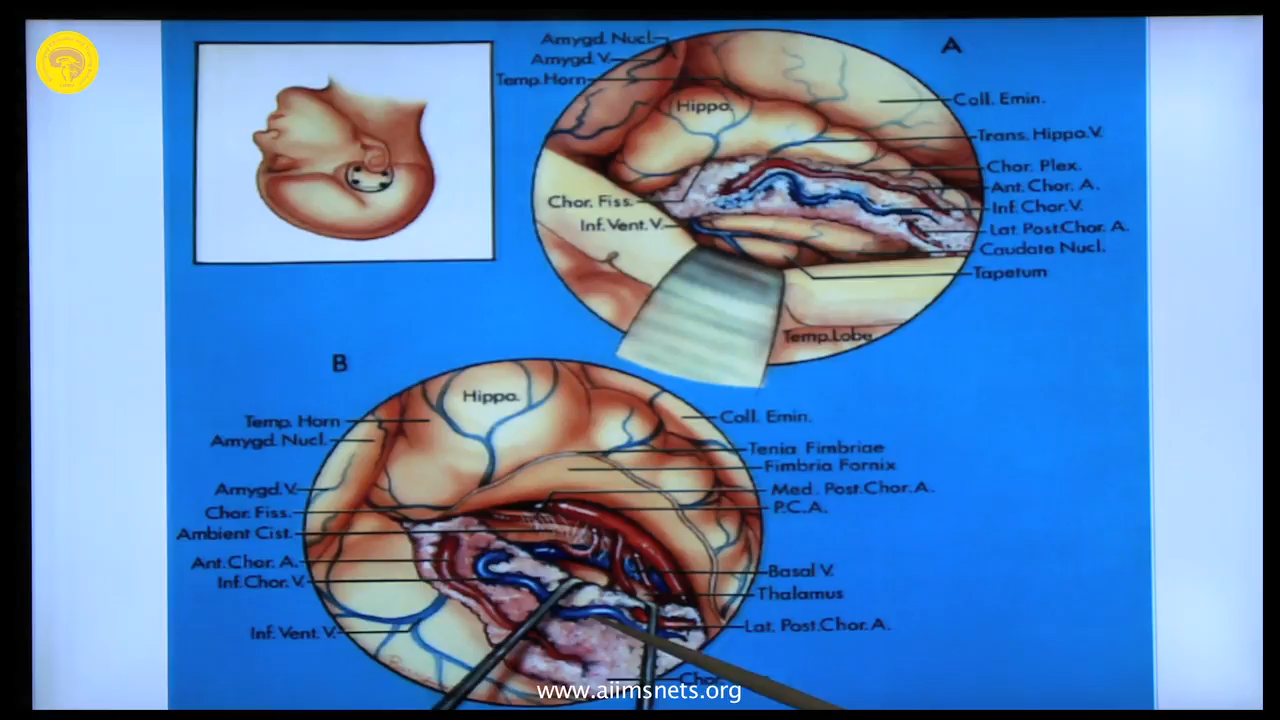 A
Amygd. Nucl.
Amygd. V.
Temp. Horn
Hippo.
Chor. Fiss.
Inf. Vent. V.
Coll. Emin.
Trans. Hippo. V.
Chor. Plex.
Ant. Chor. A.
Inf. Chor. V.
Lat. Post. Chor. A.
Caudate Nucl.
Tapetum
Temp. Lobe
B
Hippo.
Temp. Horn
Amygd. Nucl.
Amygd. V.
Chor. Fiss.
Ambient Cist.
Ant. Chor. A.
Inf. Chor. V.
Inf. Vent. V.
Coll. Emin.
Tenia Fimbriae
Fimbria Fornix
Med. Post. Chor. A.
P.C.A.
Basal V.
Thalamus
Lat. Post. Chor. A.
Chor.
www.aiimsnets.org